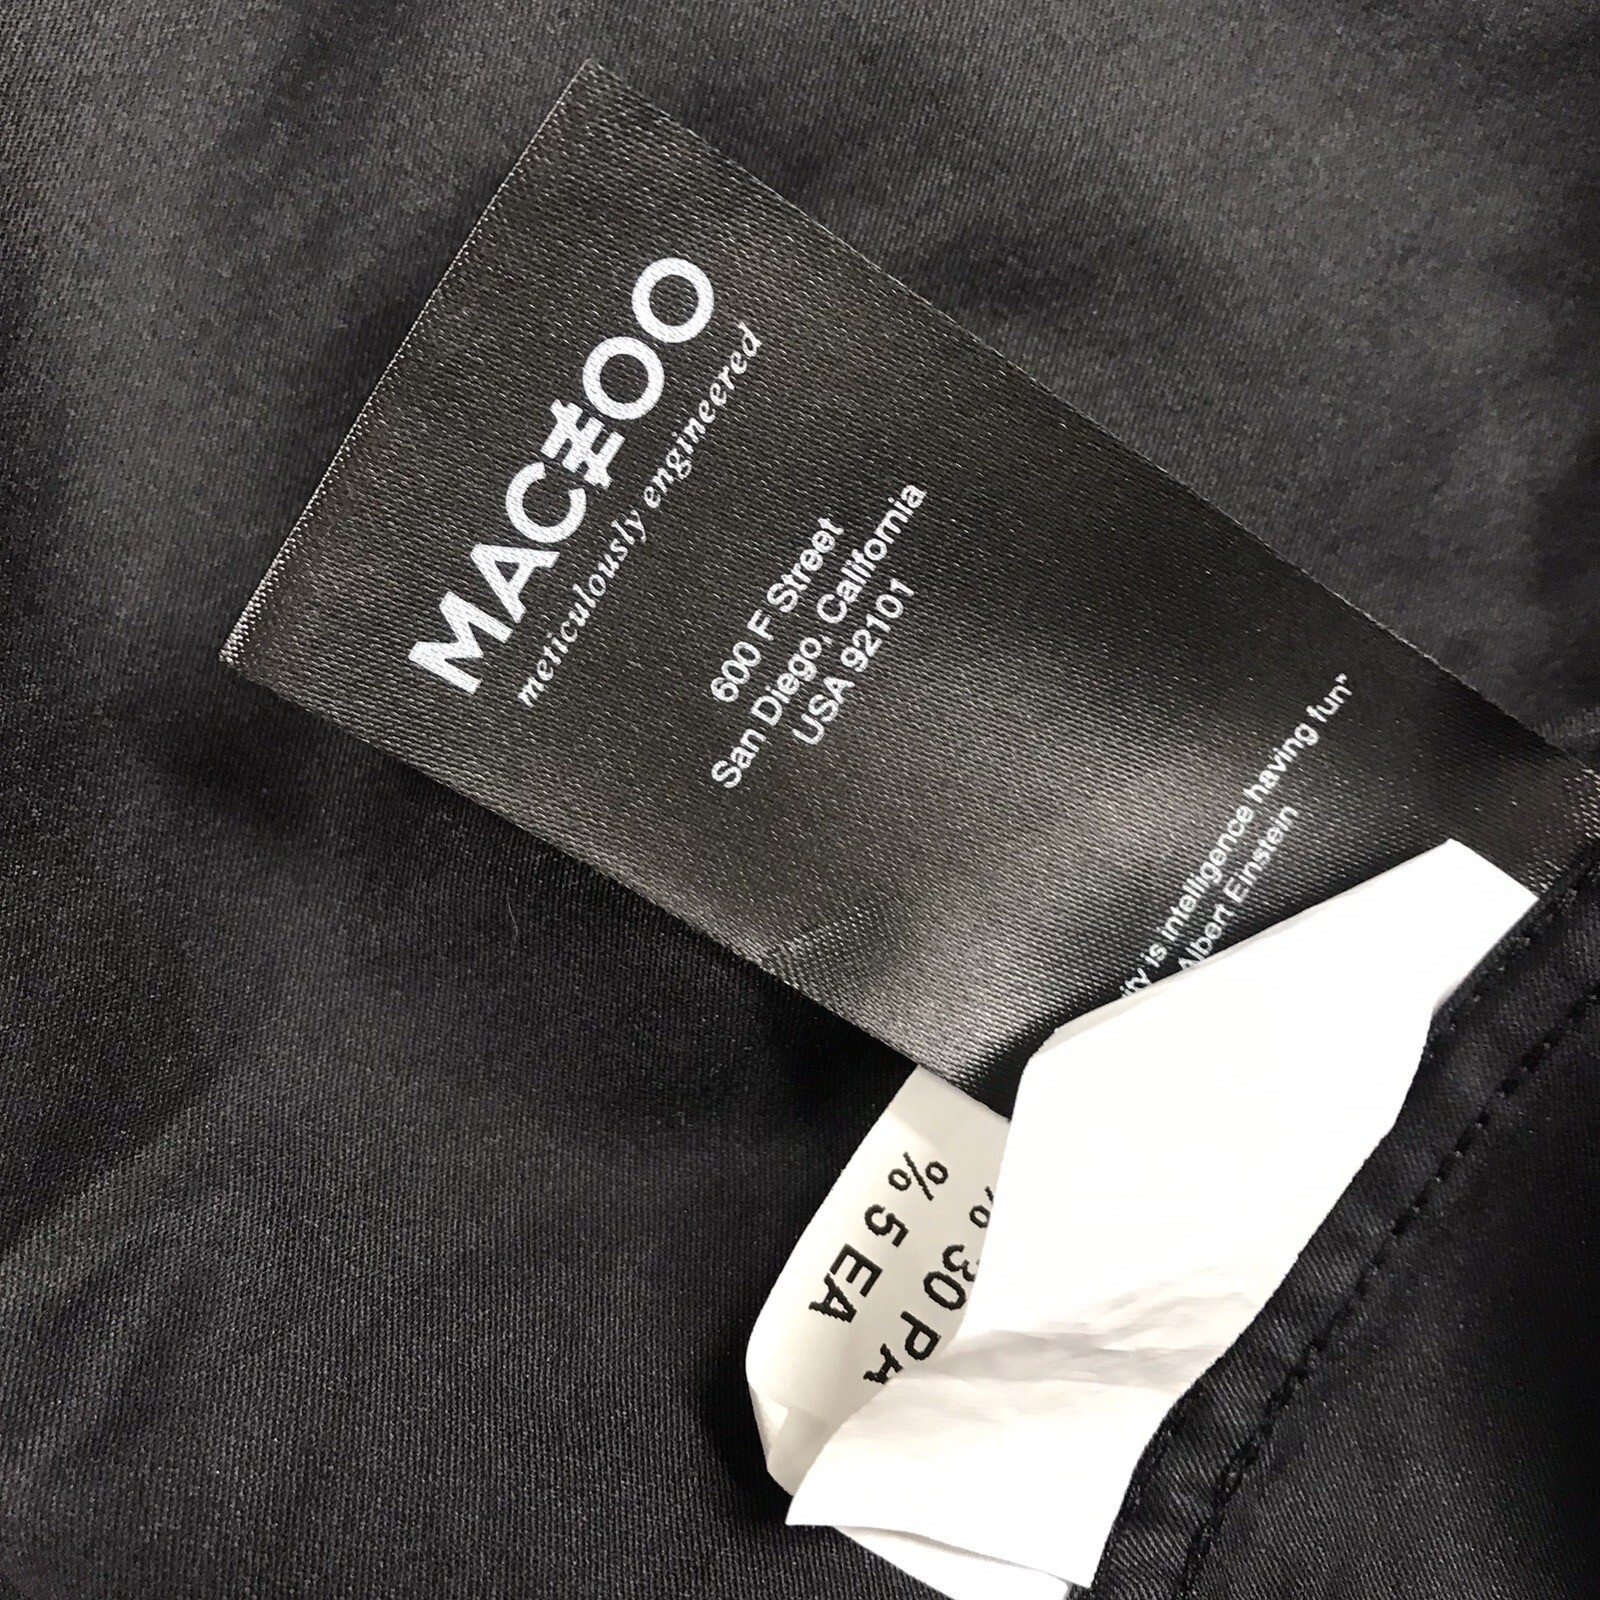 MACEOO
meticulously engineered
600 F Street
San Diego, California
USA 92101
is intelligence having fun"
Albert Einstein
% 30 PA
% 5 EA